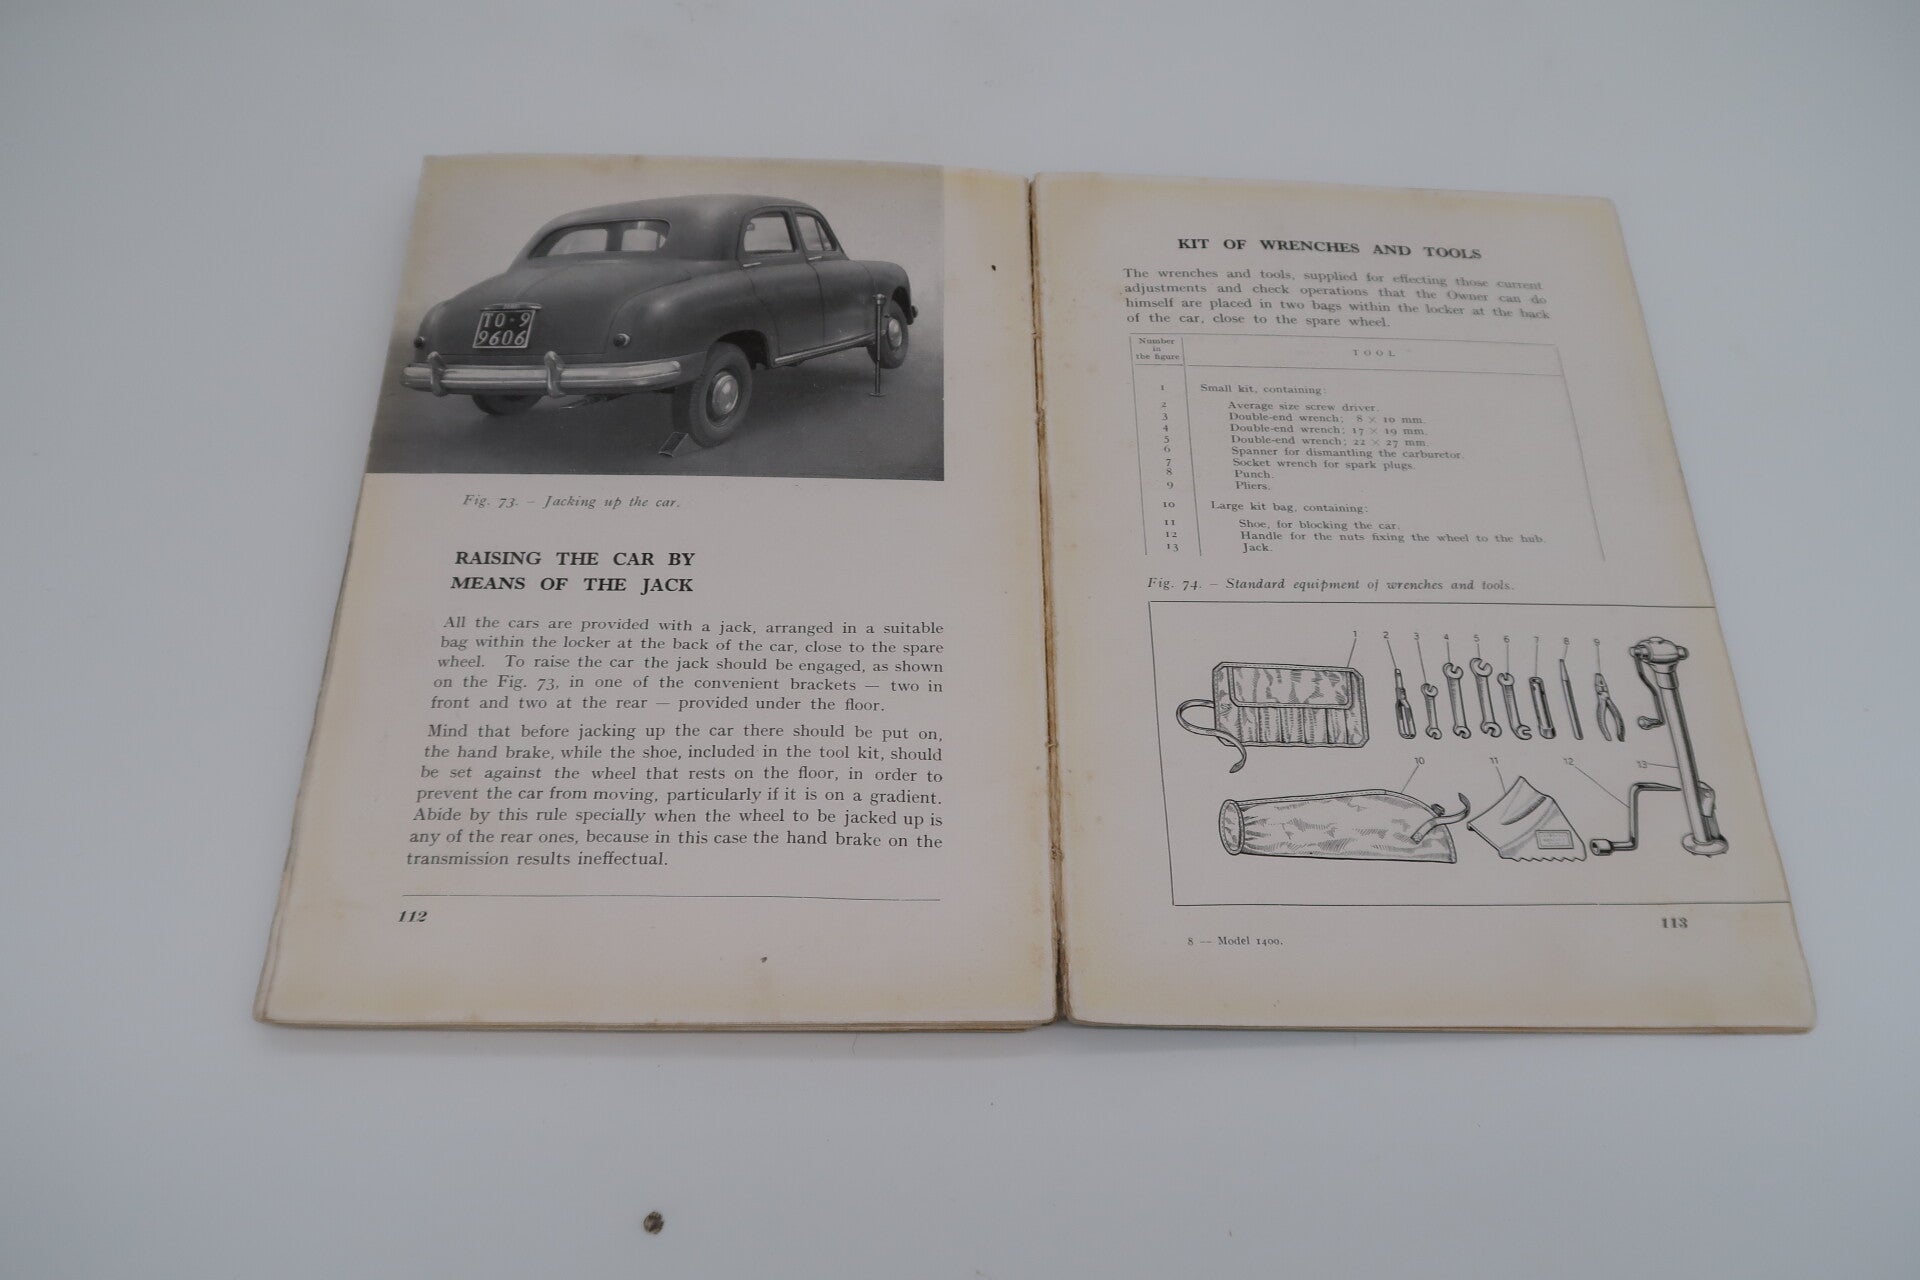 TO-9
9606
Fig. 73. – Jacking up the car.
RAISING THE CAR BY
MEANS OF THE JACK
All the cars are provided with a jack, arranged in a suitable
bag within the locker at the back of the car, close to the spare
wheel. To raise the car the jack should be engaged, as shown
on the Fig. 73, in one of the convenient brackets — two in
front and two at the rear — provided under the floor.
Mind that before jacking up the car there should be put on,
the hand brake, while the shoe, included in the tool kit, should
be set against the wheel that rests on the floor, in order to
prevent the car from moving, particularly if it is on a gradient.
Abide by this rule specially when the wheel to be jacked up is
any of the rear ones, because in this case the hand brake on the
transmission results ineffectual.
112
KIT OF WRENCHES AND TOOLS
The wrenches and tools, supplied for effecting those current
adjustments and check operations that the Owner can do
himself are placed in two bags within the locker at the back
of the car, close to the spare wheel.
Number
in
the figure
TOOL
1 Small kit, containing:
2 Average size screw driver.
3 Double-end wrench; 8 × 10 mm.
4 Double-end wrench; 17 × 19 mm.
5 Double-end wrench; 22 × 27 mm.
6 Spanner for dismantling the carburetor.
7 Socket wrench for spark plugs.
8 Punch.
9 Pliers.
10 Large kit bag, containing:
11 Shoe, for blocking the car.
12 Handle for the nuts fixing the wheel to the hub.
13 Jack.
Fig. 74. – Standard equipment of wrenches and tools.
1 2 3 4 5 6 7 8 9
10 11 12 13
113
8 — Model 1400.